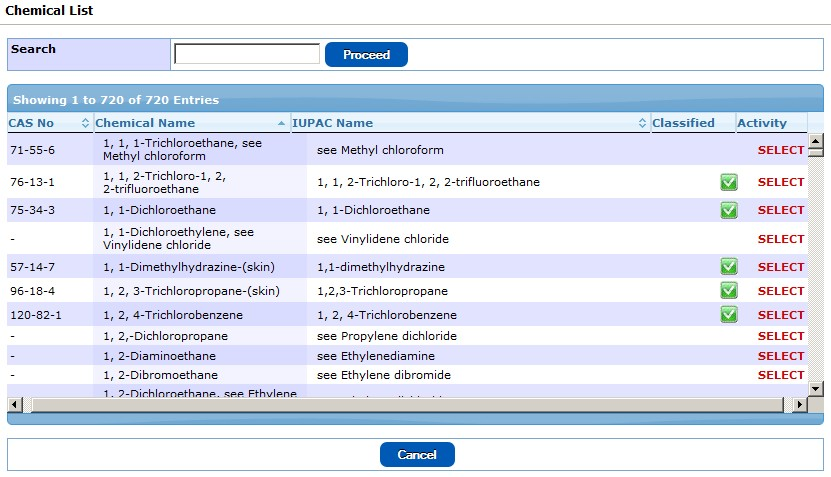 Chemical List
Search
Proceed
Showing 1 to 720 of 720 Entries
CAS No Chemical Name IUPAC Name Classified Activity
71-55-6 1, 1, 1-Trichloroethane, see see Methyl chloroform SELECT
Methyl chloroform
76-13-1 1, 1, 2-Trichloro-1, 2, 1, 1, 2-Trichloro-1, 2, 2-trifluoroethane SELECT
2-trifluoroethane
75-34-3 1, 1-Dichloroethane 1, 1-Dichloroethane SELECT
- 1, 1-Dichloroethylene, see see Vinylidene chloride SELECT
Vinylidene chloride
57-14-7 1, 1-Dimethylhydrazine-(skin) 1,1-dimethylhydrazine SELECT
96-18-4 1, 2, 3-Trichloropropane-(skin) 1,2,3-Trichloropropane SELECT
120-82-1 1, 2, 4-Trichlorobenzene 1, 2, 4-Trichlorobenzene SELECT
- 1, 2,-Dichloropropane see Propylene dichloride SELECT
- 1, 2-Diaminoethane see Ethylenediamine SELECT
- 1, 2-Dibromoethane see Ethylene dibromide SELECT
1, 2-Dichloroethane, see Ethylene
Cancel